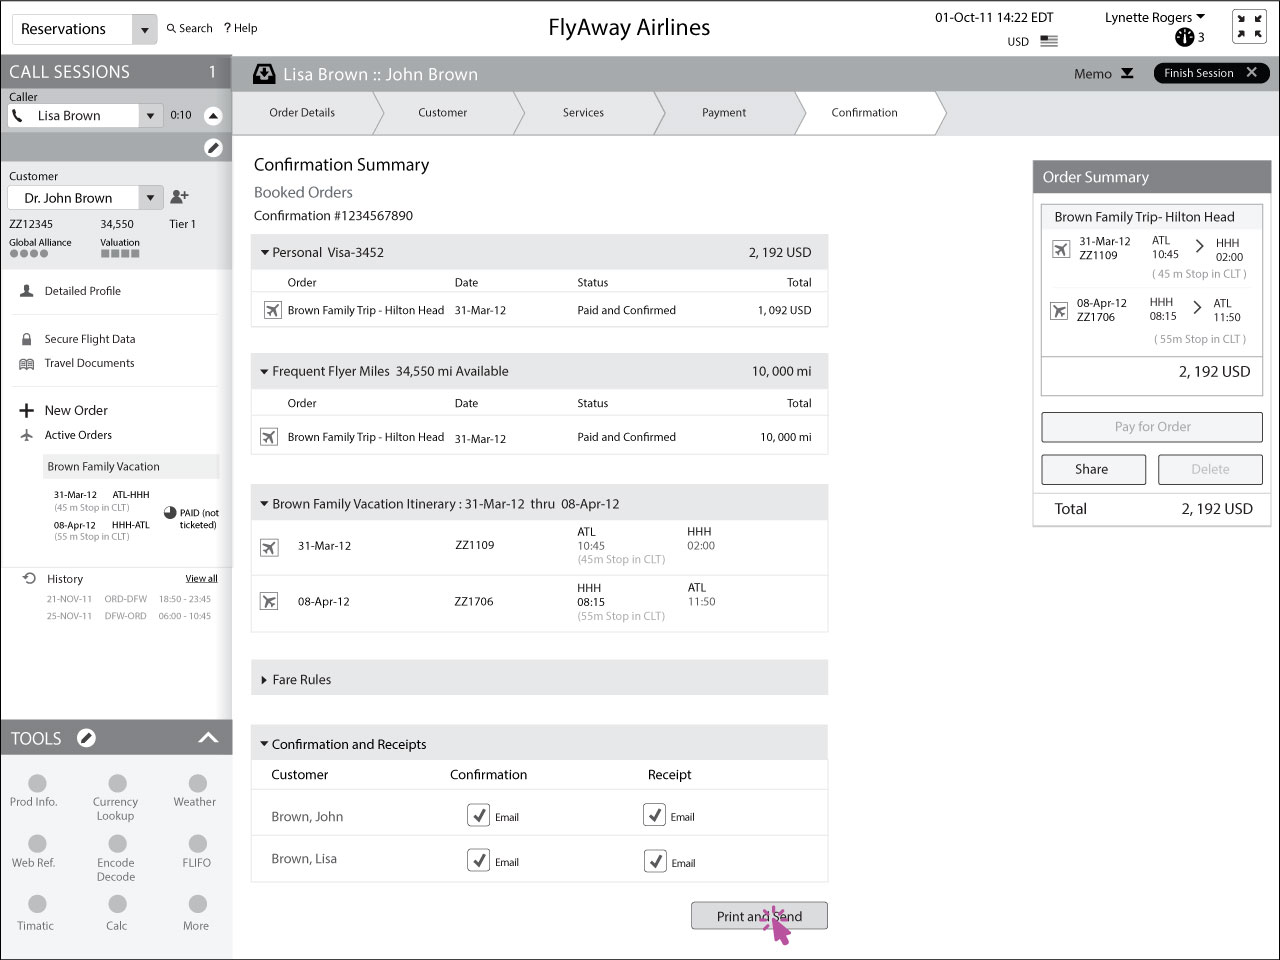 Reservations
Search
? Help
FlyAway Airlines
01-Oct-11 14:22 EDT
USD
Lynette Rogers
3
CALL SESSIONS 1
Caller
Lisa Brown
0:10
Customer
Dr. John Brown
ZZ12345 34,550 Tier 1
Global Alliance Valuation
Detailed Profile
Secure Flight Data
Travel Documents
New Order
Active Orders
Brown Family Vacation
31-Mar-12 ATL-HHH
(45 m Stop in CLT)
08-Apr-12 HHH-ATL
(55 m Stop in CLT)
PAID (not
ticketed)
History View all
21-NOV-11 ORD-DFW 18:50 - 23:45
25-NOV-11 DFW-ORD 06:00 - 10:45
TOOLS
Prod Info.
Currency
Lookup
Weather
Web Ref.
Encode
Decode
FLIFO
Timatic
Calc
More
Lisa Brown :: John Brown
Memo
Finish Session X
Order Details
Customer
Services
Payment
Confirmation
Confirmation Summary
Booked Orders
Confirmation #1234567890
Personal Visa-3452 2, 192 USD
Order Date Status Total
Brown Family Trip - Hilton Head 31-Mar-12 Paid and Confirmed 1, 092 USD
Frequent Flyer Miles 34,550 mi Available 10, 000 mi
Order Date Status Total
Brown Family Trip - Hilton Head 31-Mar-12 Paid and Confirmed 10, 000 mi
Brown Family Vacation Itinerary : 31-Mar-12 thru 08-Apr-12
31-Mar-12 ZZ1109
ATL
10:45
(45m Stop in CLT)
HHH
02:00
08-Apr-12 ZZ1706
HHH
08:15
(55m Stop in CLT)
ATL
11:50
Fare Rules
Confirmation and Receipts
Customer Confirmation Receipt
Brown, John Email Email
Brown, Lisa Email Email
Print and Send
Order Summary
Brown Family Trip- Hilton Head
31-Mar-12
ZZ1109
ATL
10:45
HHH
02:00
( 45 m Stop in CLT )
08-Apr-12
ZZ1706
HHH
08:15
ATL
11:50
( 55m Stop in CLT )
2, 192 USD
Pay for Order
Share
Delete
Total 2, 192 USD